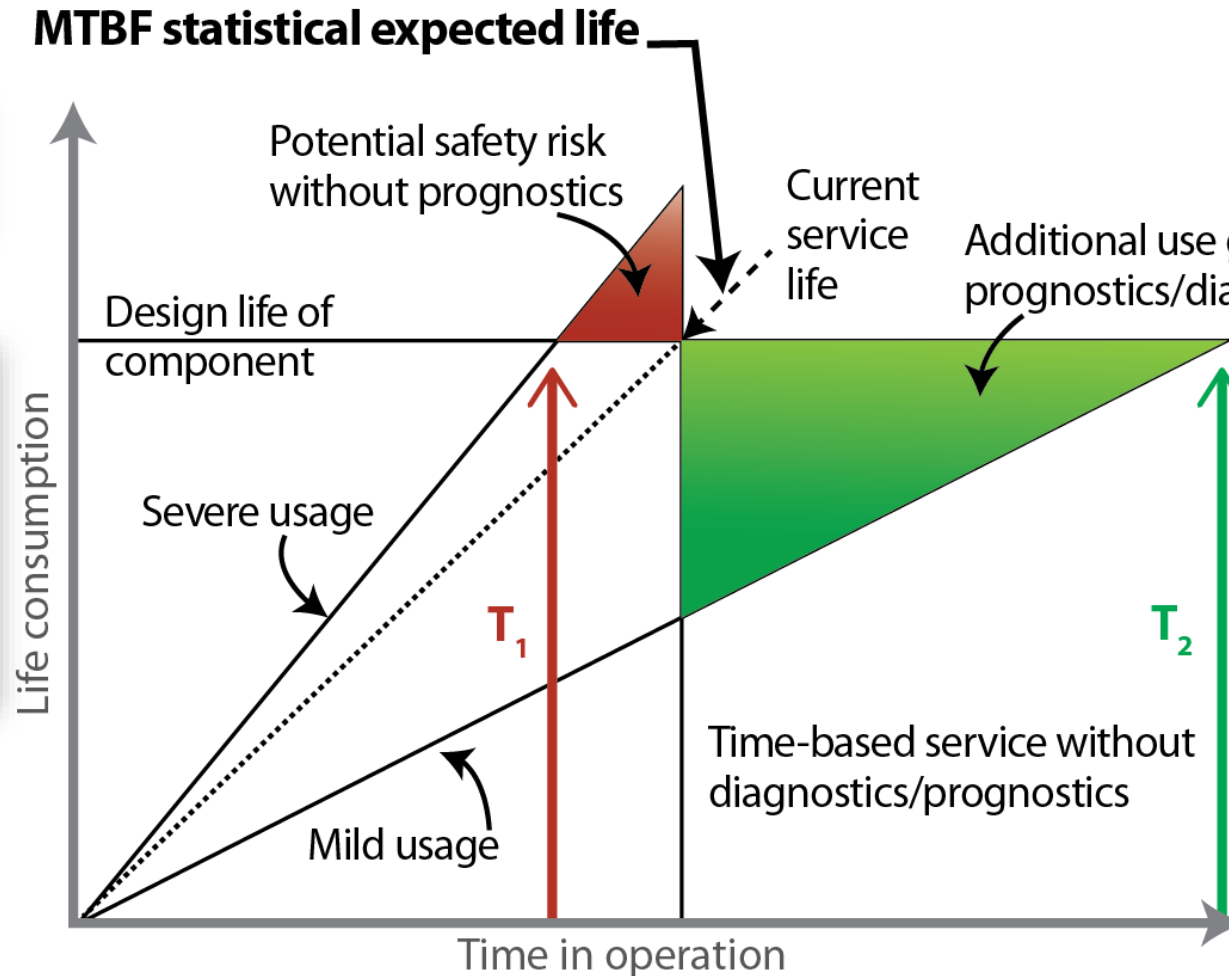 MTBF statistical expected life
Potential safety risk
without prognostics
Current
service
life
Additional use
prognostics/dia
Design life of
component
Life consumption
Severe usage
T₁
T₂
Time-based service without
diagnostics/prognostics
Mild usage
Time in operation